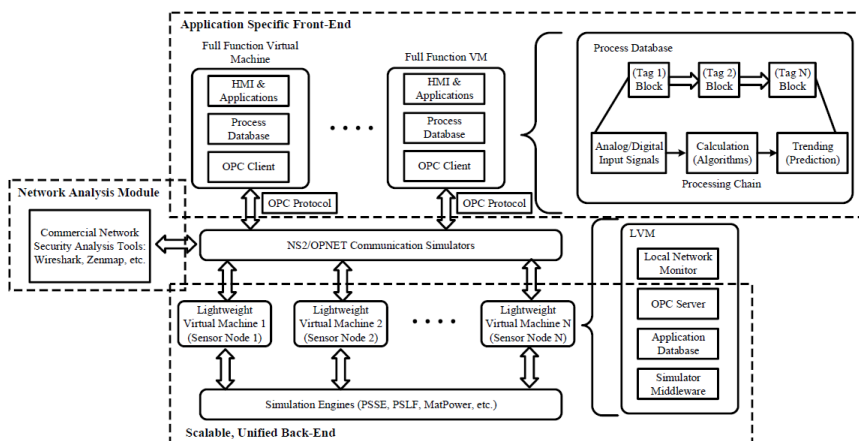 Application Specific Front-End
Full Function Virtual
Machine
HMI &
Applications
Process
Database
OPC Client
Full Function VM
HMI &
Applications
Process
Database
OPC Client
Process Database
(Tag 1)
Block
(Tag 2)
Block
(Tag N)
Block
Analog/Digital
Input Signals
Calculation
(Algorithms)
Trending
(Prediction)
Processing Chain
OPC Protocol
OPC Protocol
Network Analysis Module
Commercial Network
Security Analysis Tools:
Wireshark, Zenmap, etc.
NS2/OPNET Communication Simulators
Lightweight
Virtual Machine 1
(Sensor Node 1)
Lightweight
Virtual Machine 2
(Sensor Node 2)
Lightweight
Virtual Machine N
(Sensor Node N)
LVM
Local Network
Monitor
OPC Server
Application
Database
Simulator
Middleware
Simulation Engines (PSSE, PSLF, MatPower, etc.)
Scalable, Unified Back-End